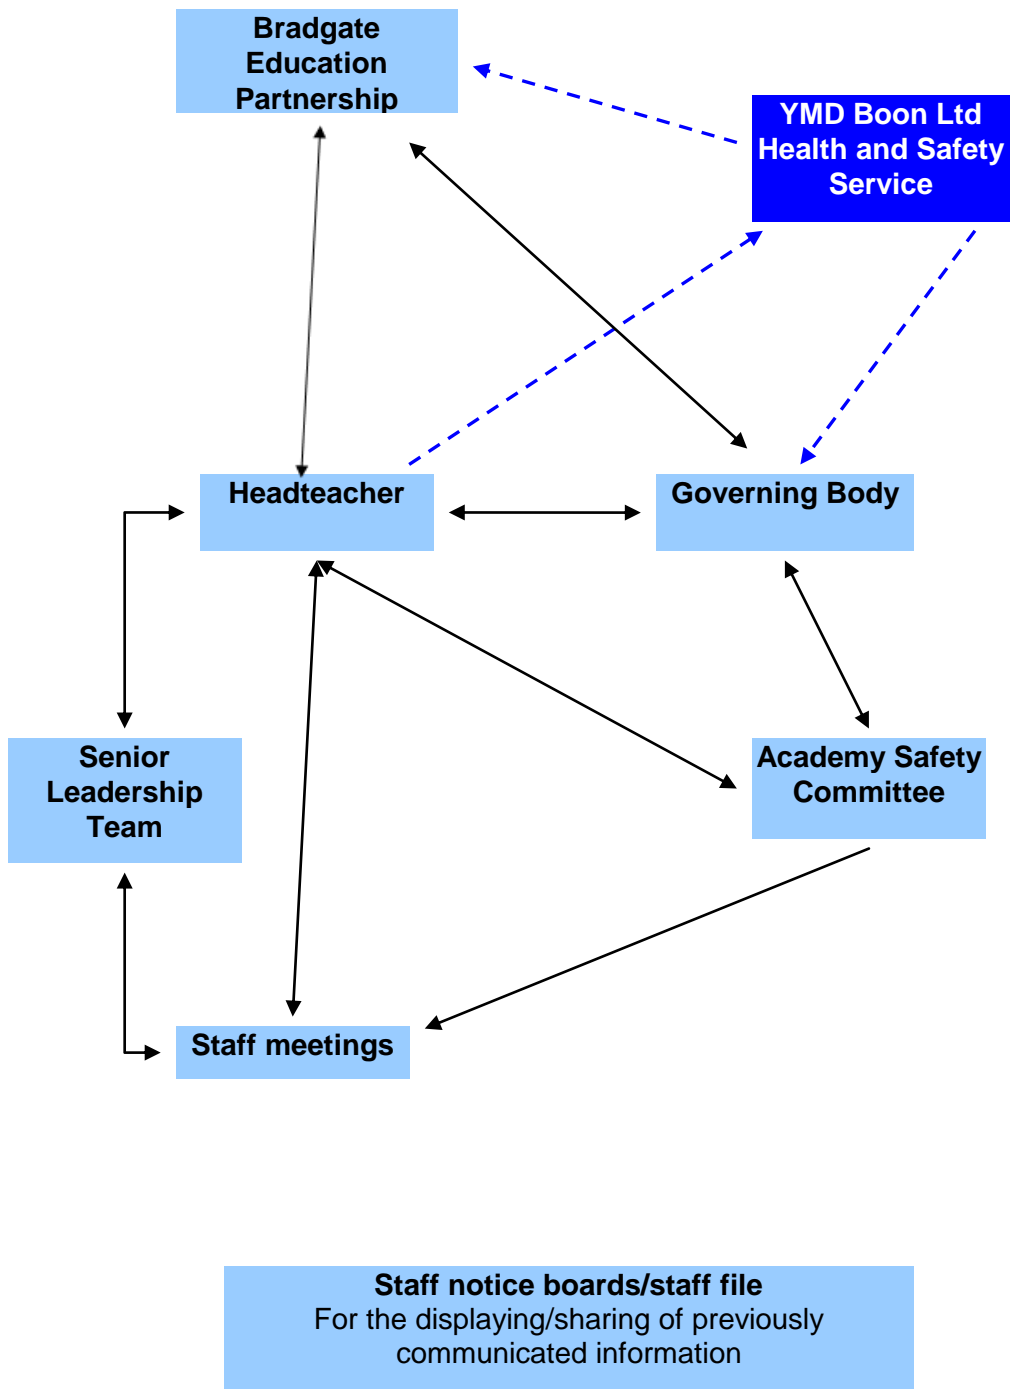 Bradgate
Education
Partnership
YMD Boon Ltd
Health and Safety
Service
Headteacher
Governing Body
Senior
Leadership
Team
Academy Safety
Committee
Staff meetings
Staff notice boards/staff file
For the displaying/sharing of previously
communicated information